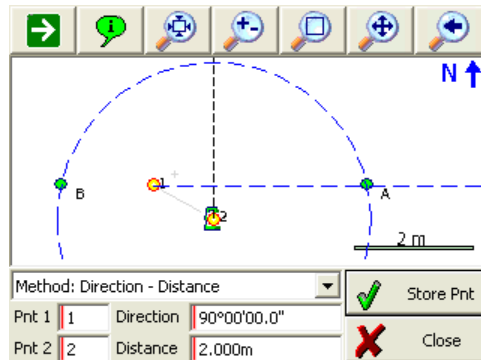 N
1
B
A
2
2 m
Method: Direction - Distance
Store Pnt
Pnt 1 1 Direction 90°00'00.0"
Pnt 2 2 Distance 2.000m
Close